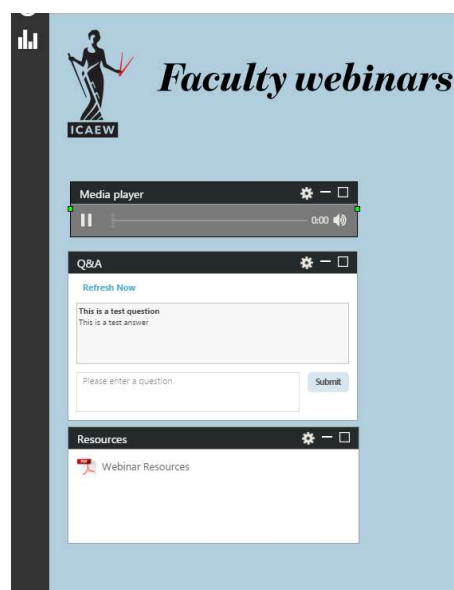 Faculty webinars
ICAEW
Media player
0:00
Q&A
Refresh Now
This is a test question
This is a test answer
Please enter a question
Submit
Resources
PDF
Webinar Resources